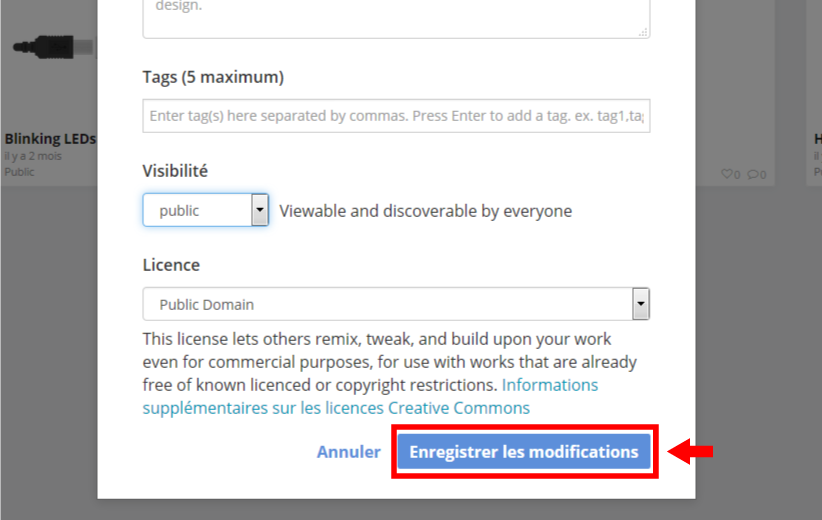 design.
Tags (5 maximum)
Enter tag(s) here separated by commas. Press Enter to add a tag. ex. tag1,ta
Blinking LEDs
Il y a 2 mois
Public
Visibilité
public
Viewable and discoverable by everyone
0 0
H
Licence
Public Domain
This license lets others remix, tweak, and build upon your work
even for commercial purposes, for use with works that are already
free of known licenced or copyright restrictions. Informations
supplémentaires sur les licences Creative Commons
Annuler
Enregistrer les modifications